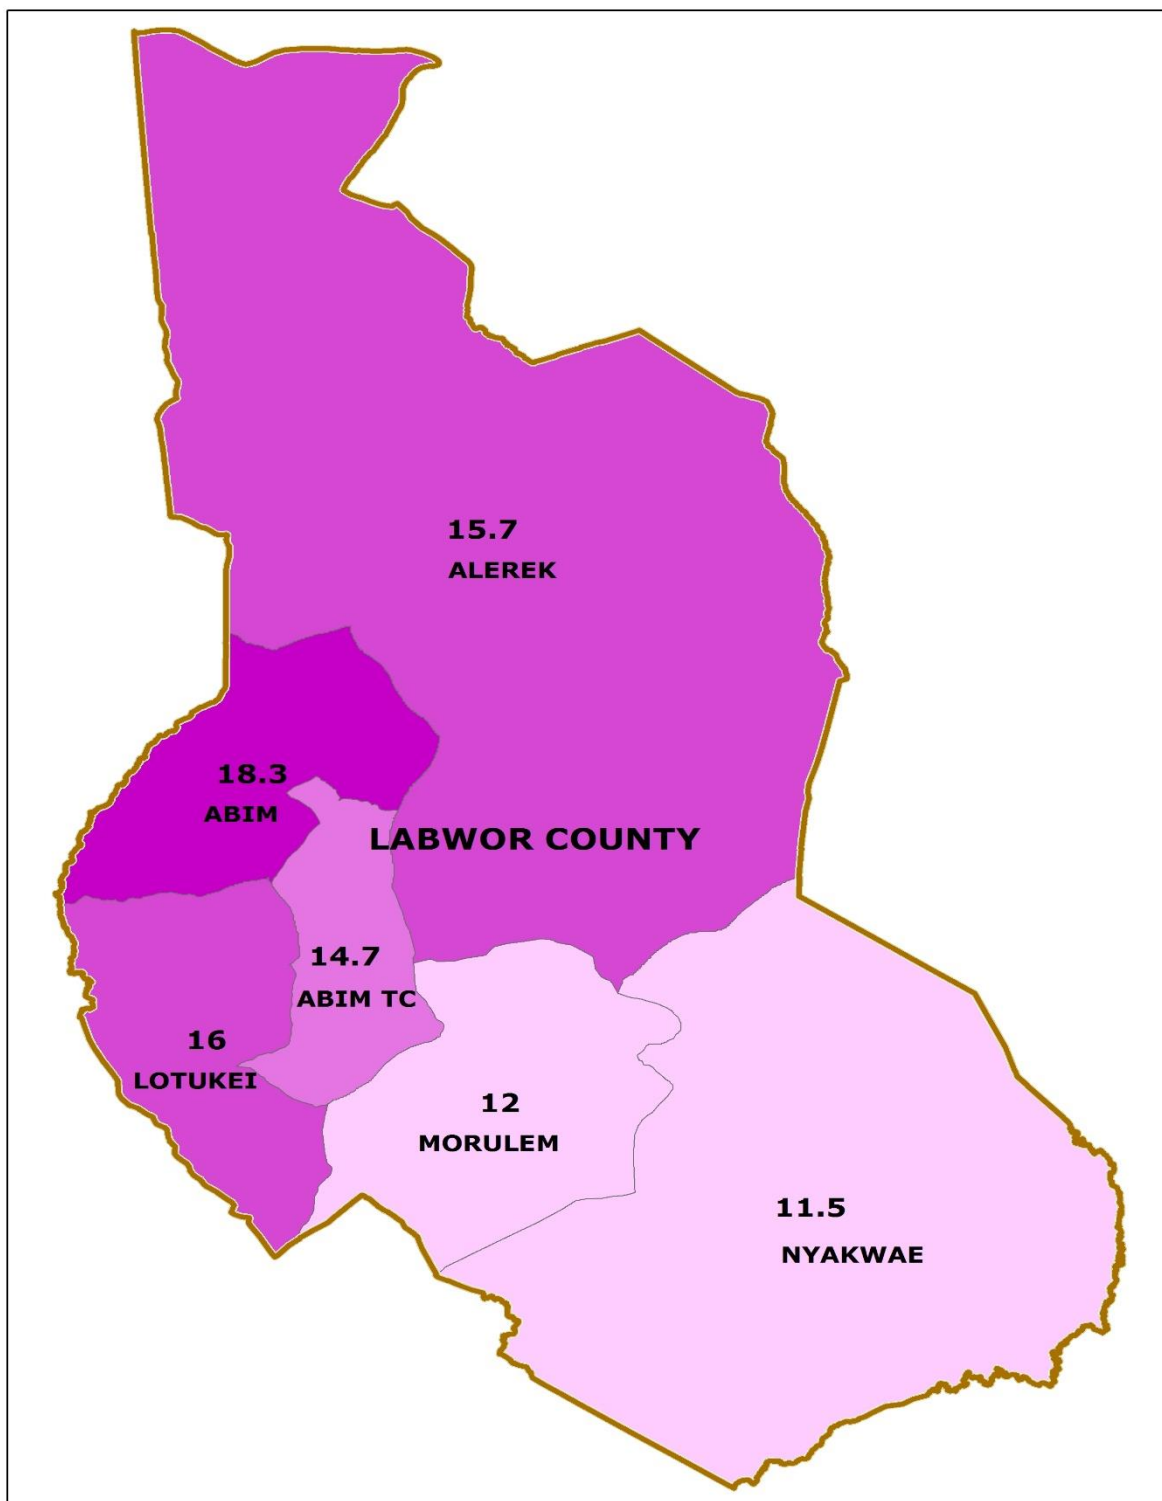 15.7
ALEREK
18.3
ABIM
LABWOR COUNTY
14.7
ABIM TC
16
LOTUKEI
12
MORULEM
11.5
NYAKWAE